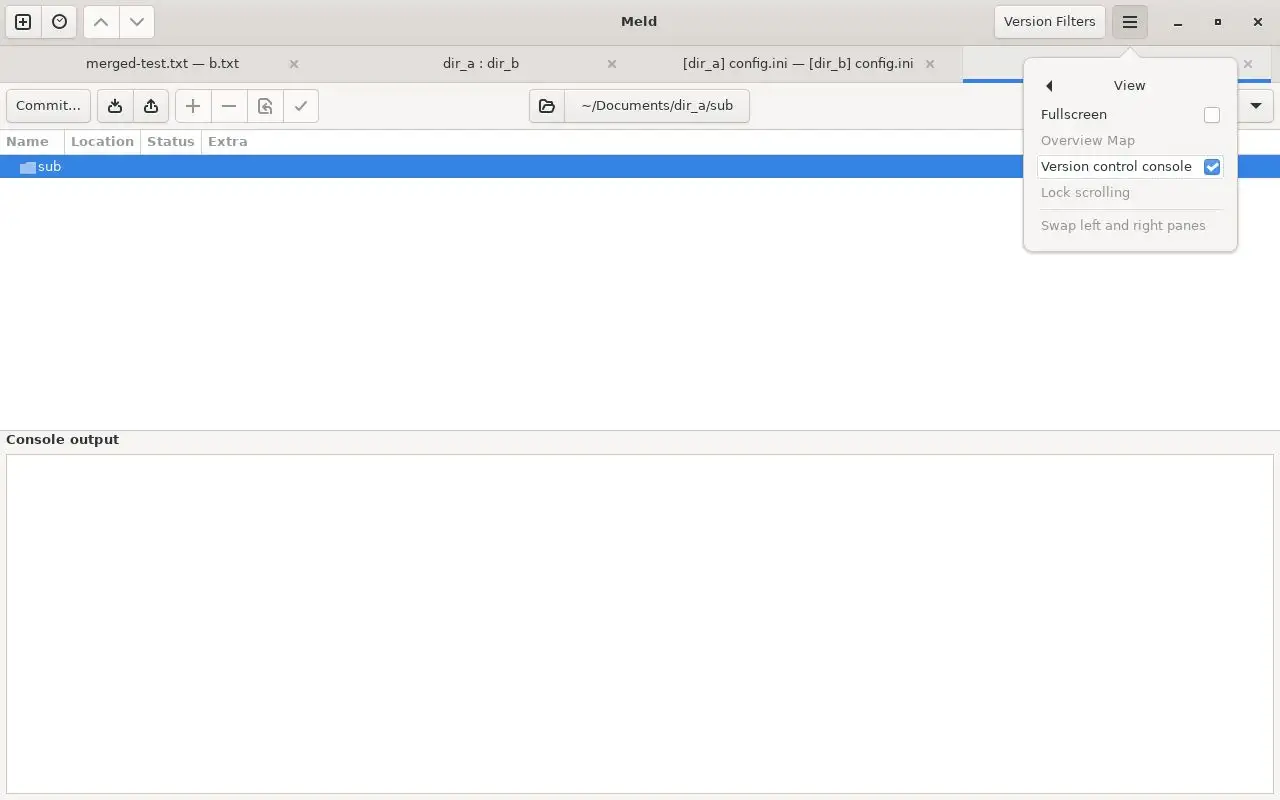 Meld
Version Filters
merged-test.txt — b.txt
dir_a : dir_b
[dir_a] config.ini — [dir_b] config.ini
View
Commit...
~/Documents/dir_a/sub
Fullscreen
Overview Map
Name Location Status Extra
Version control console
sub
Lock scrolling
Swap left and right panes
Console output